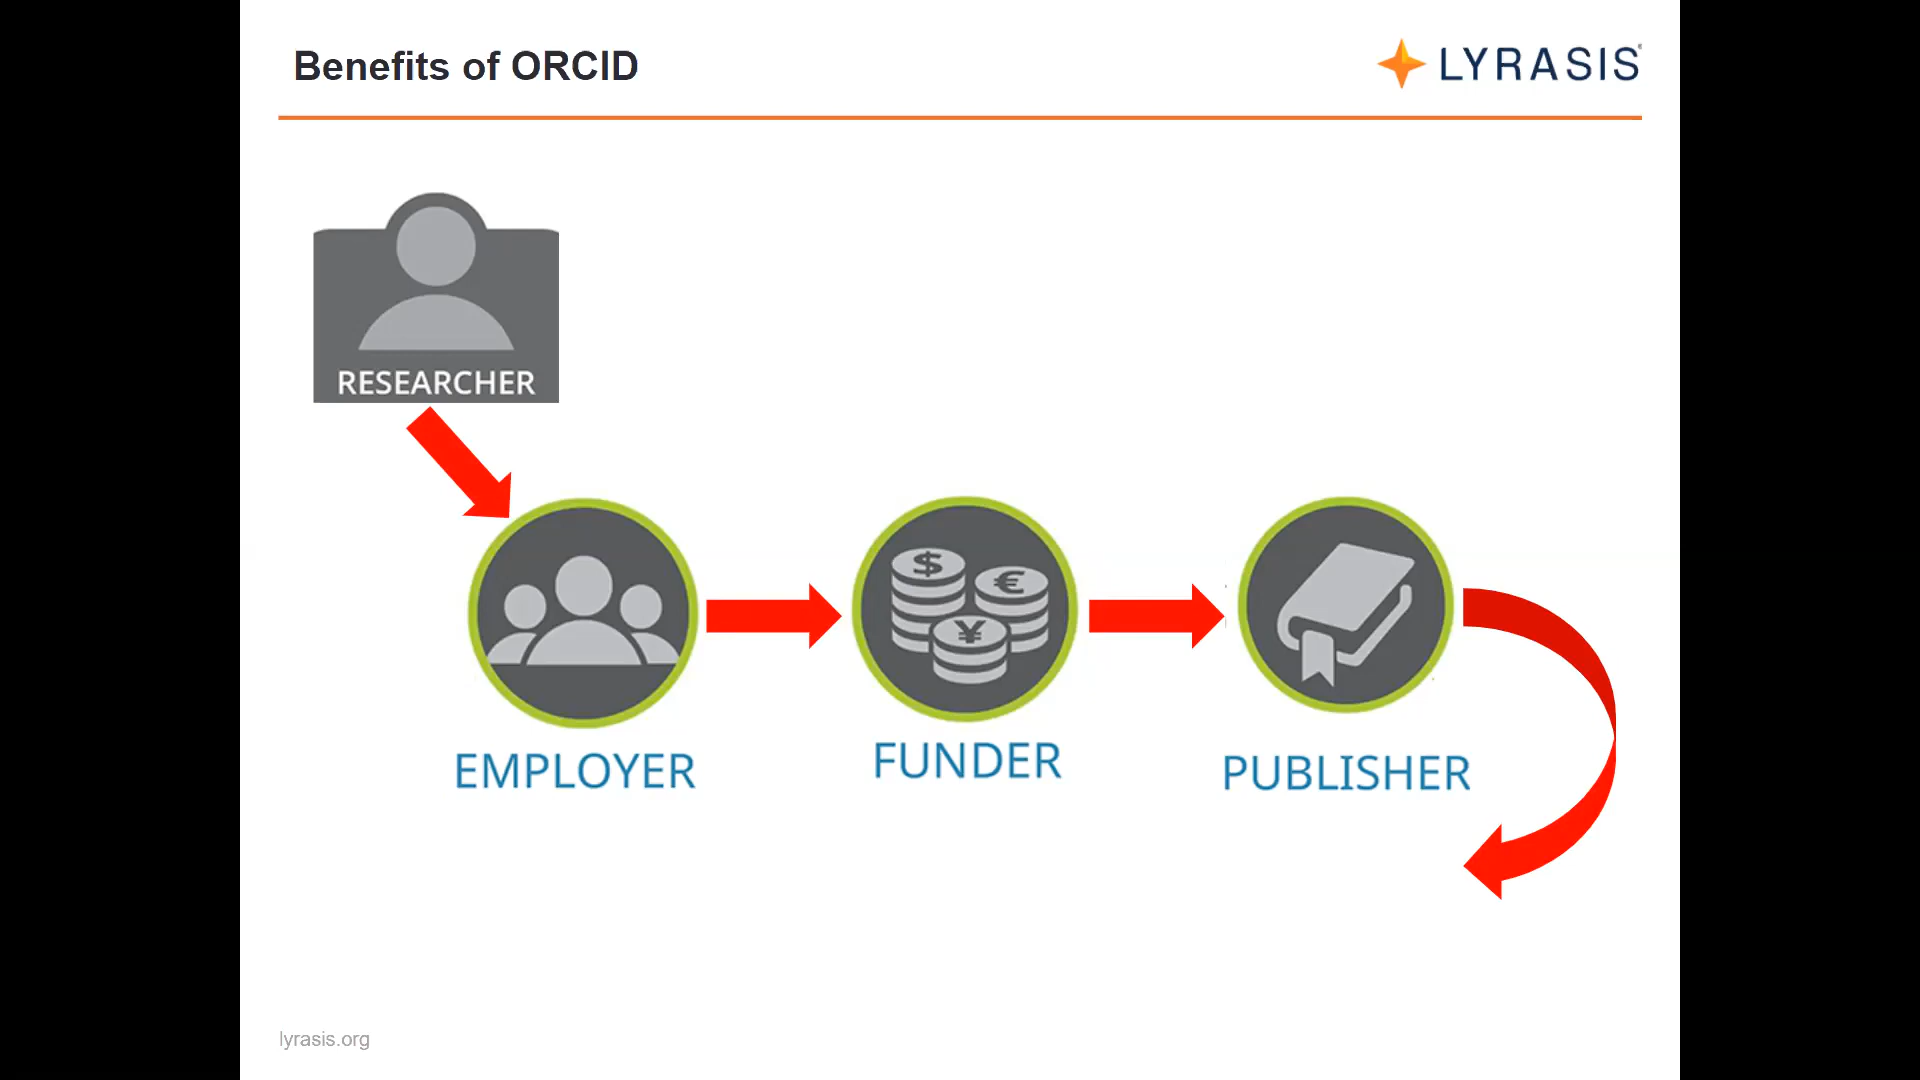 Benefits of ORCID
LYRASIS
RESEARCHER
$
€
¥
EMPLOYER
FUNDER
PUBLISHER
lyrasis.org